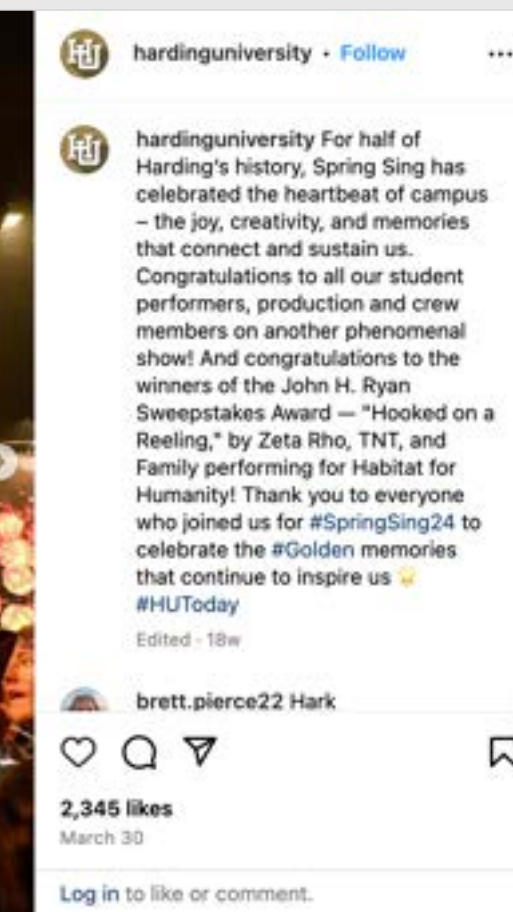 hardinguniversity • Follow
hardinguniversity For half of
Harding's history, Spring Sing has
celebrated the heartbeat of campus
– the joy, creativity, and memories
that connect and sustain us.
Congratulations to all our student
performers, production and crew
members on another phenomenal
show! And congratulations to the
winners of the John H. Ryan
Sweepstakes Award — "Hooked on a
Reeling," by Zeta Rho, TNT, and
Family performing for Habitat for
Humanity! Thank you to everyone
who joined us for #SpringSing24 to
celebrate the #Golden memories
that continue to inspire us
#HUToday
Edited · 18w
brett.pierce22 Hark
2,345 likes
March 30
Log in to like or comment.